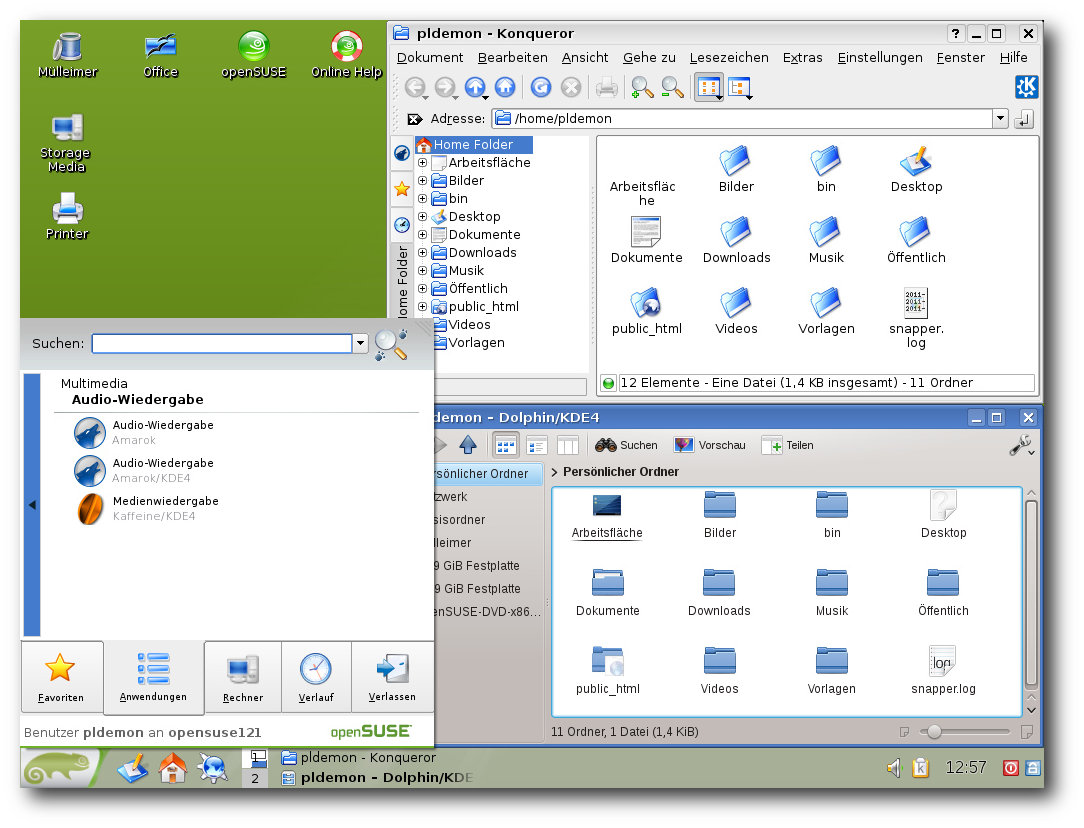 Mülleimer
Office
openSUSE
Online Help
Storage
Media
Printer
pldemon - Konqueror
Dokument Bearbeiten Ansicht Gehe zu Lesezeichen Extras Einstellungen Fenster Hilfe
Adresse: /home/pldemon
Home Folder
Home Folder
Arbeitsfläche
Bilder
bin
Desktop
Dokumente
Downloads
Musik
Öffentlich
public_html
Videos
Vorlagen
Arbeitsfläc
he
Bilder
bin
Desktop
Dokumente
Downloads
Musik
Öffentlich
public_html
Videos
Vorlagen
2011-
2011-
2011-
snapper.
log
12 Elemente - Eine Datei (1,4 KB insgesamt) - 11 Ordner
Suchen:
Multimedia
Audio-Wiedergabe
Audio-Wiedergabe
Amarok
Audio-Wiedergabe
Amarok/KDE4
Medienwiedergabe
Kaffeine/KDE4
Favoriten
Anwendungen
Rechner
Verlauf
Verlassen
Benutzer pldemon an opensuse121
openSUSE
demon - Dolphin/KDE4
Suchen Vorschau Teilen
rsönlicher Ordner
tzwerk
sisordner
lleimer
9 GiB Festplatte
9 GiB Festplatte
enSUSE-DVD-x86...
> Persönlicher Ordner
Arbeitsfläche
Bilder
bin
Desktop
Dokumente
Downloads
Musik
Öffentlich
public_html
Videos
Vorlagen
log
snapper.log
11 Ordner, 1 Datei (1,4 KiB)
2
pldemon - Konqueror
pldemon - Dolphin/KDE
12:57